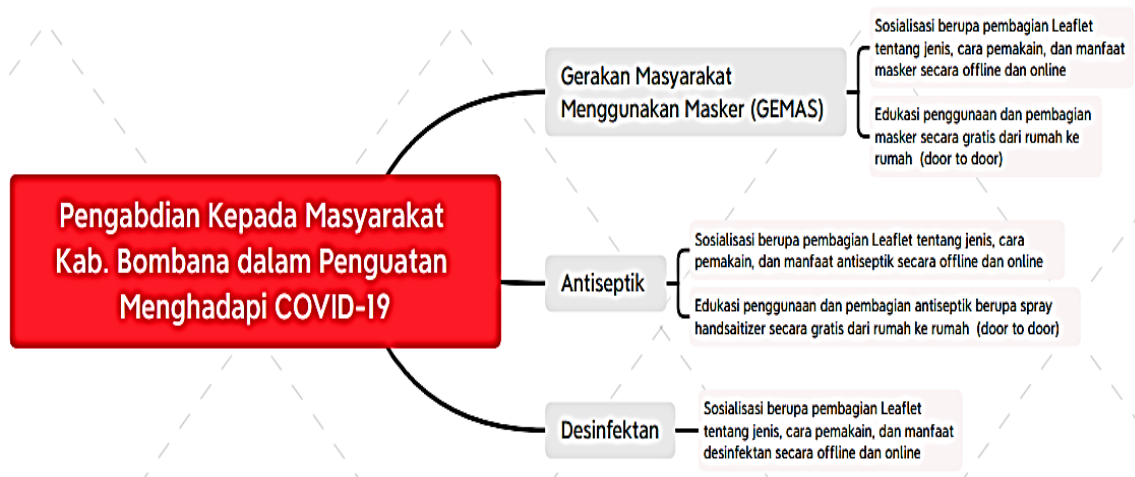 Pengabdian Kepada Masyarakat
Kab. Bombana dalam Penguatan
Menghadapi COVID-19
Gerakan Masyarakat
Menggunakan Masker (GEMAS)
Sosialisasi berupa pembagian Leaflet
tentang jenis, cara pemakain, dan manfaat
masker secara offline dan online
Edukasi penggunaan dan pembagian
masker secara gratis dari rumah ke
rumah (door to door)
Antiseptik
Sosialisasi berupa pembagian Leaflet tentang jenis, cara
pemakain, dan manfaat antiseptik secara offline dan online
Edukasi penggunaan dan pembagian antiseptik berupa spray
handsaitizer secara gratis dari rumah ke rumah (door to door)
Desinfektan
Sosialisasi berupa pembagian Leaflet
tentang jenis, cara pemakain, dan manfaat
desinfektan secara offline dan online